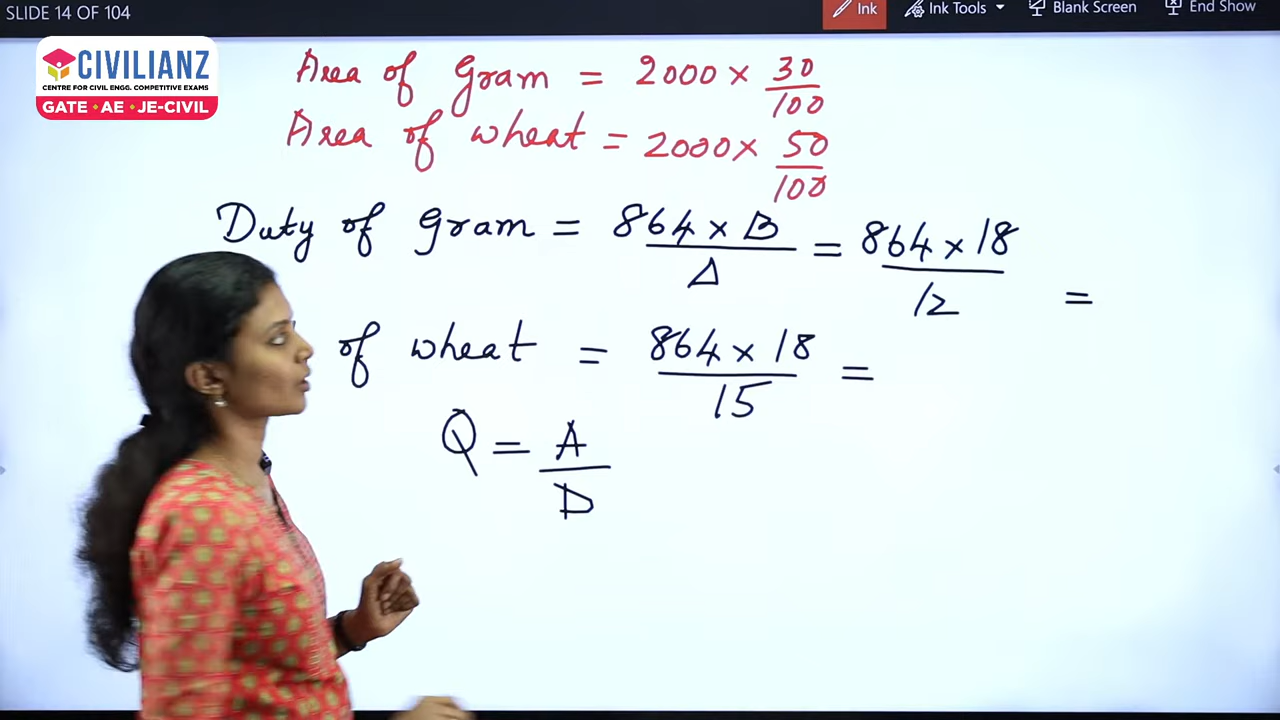 SLIDE 14 OF 104
Ink
Ink Tools
Blank Screen
End Show
CIVILIANZ
CENTRE FOR CIVIL ENGG. COMPETITIVE EXAMS
GATE • AE • JE-CIVIL
Area of Gram = 2000 × 30/100
Area of wheat = 2000 × 50/100
Duty of Gram = 864 × B/Δ = 864 × 18/12 =
of wheat = 864 × 18/15 =
Q = A/D